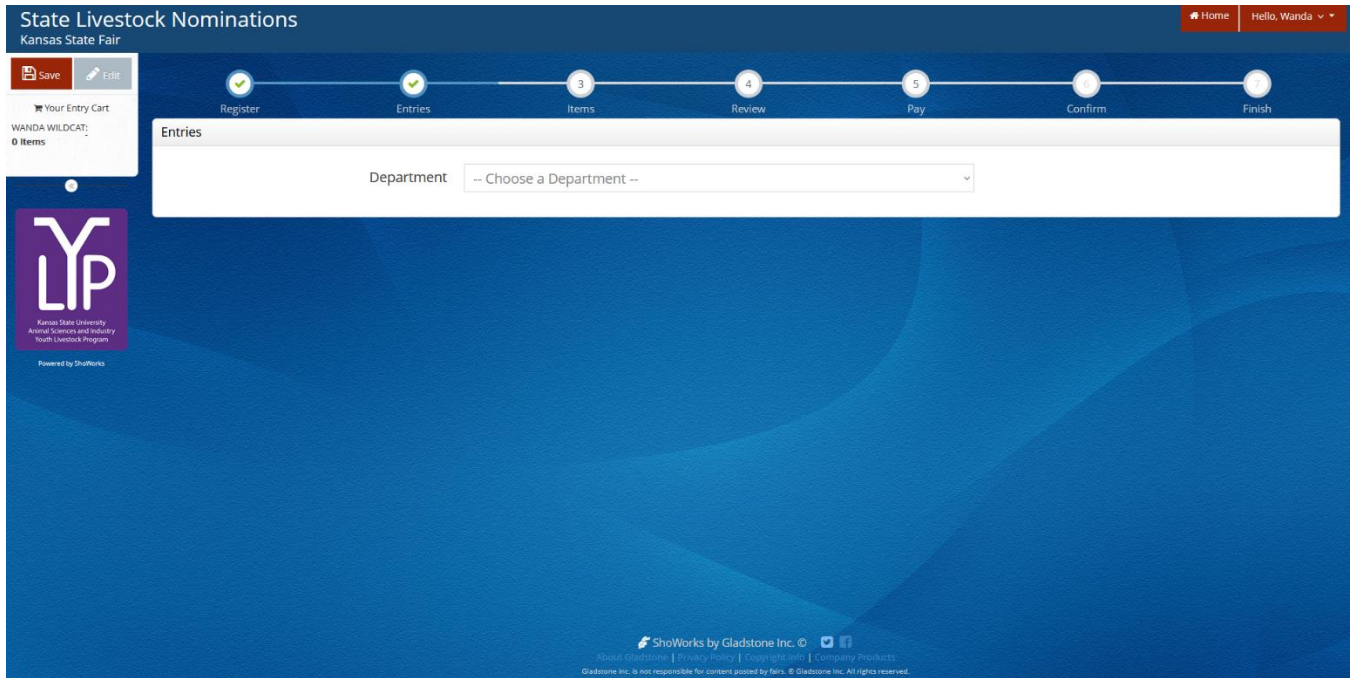 State Livestock Nominations
Kansas State Fair
Home
Hello, Wanda
Save
Edit
Your Entry Cart
WANDA WILDCAT:
0 Items
3
4
5
6
7
Register
Entries
Items
Review
Pay
Confirm
Finish
Entries
Department
-- Choose a Department --
YLP
Kansas State University
Animal Sciences and Industry
Youth Livestock Program
Powered by ShoWorks
ShoWorks by Gladstone Inc. ©
About Gladstone | Privacy Policy | Copyright Info | Company Products
Gladstone Inc. is not responsible for content posted by fairs. © Gladstone Inc. All rights reserved.